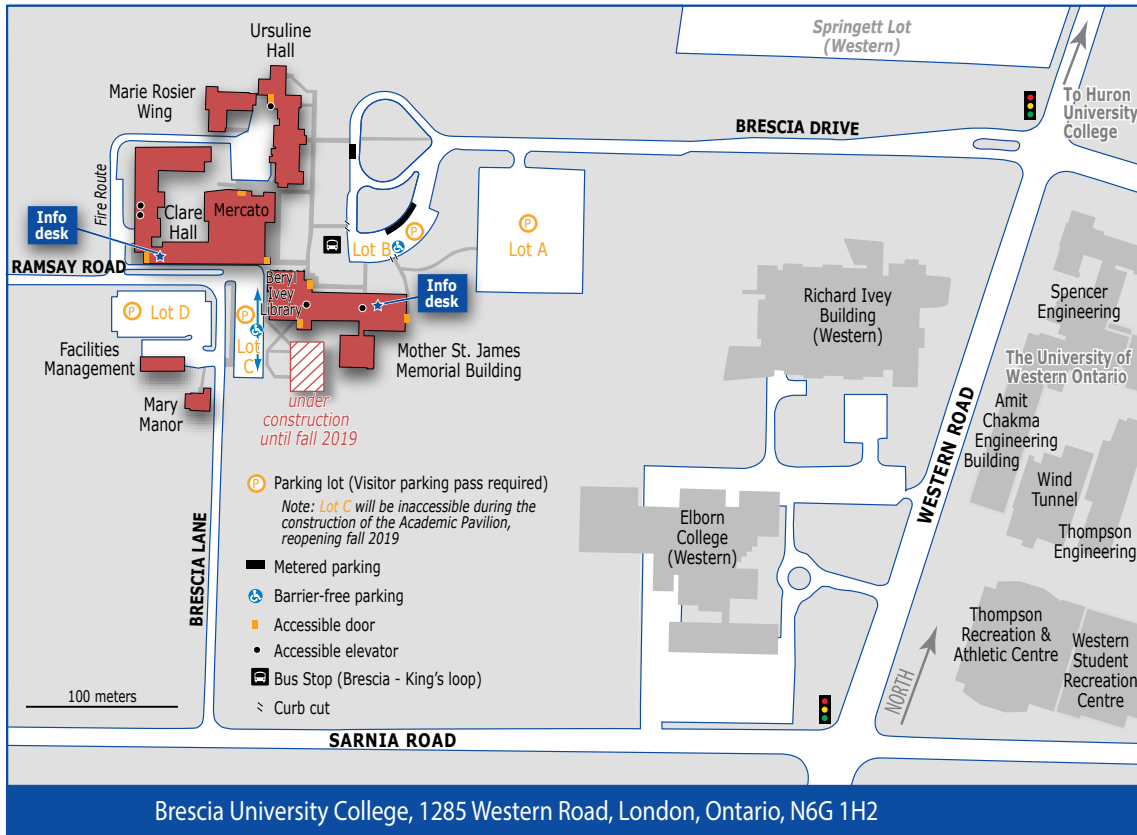 Springett Lot
(Western)
Ursuline
Hall
Marie Rosier
Wing
To Huron
University
College
BRESCIA DRIVE
Fire Route
Clare
Hall
Mercato
Info
desk
RAMSAY ROAD
Lot B
P
P
Lot A
Beryl
Ivey
Library
Info
desk
P
Lot D
P
Lot
C
Facilities
Management
Mother St. James
Memorial Building
Mary
Manor
under
construction
until fall 2019
Richard Ivey
Building
(Western)
Spencer
Engineering
The University of
Western Ontario
Amit
Chakma
Engineering
Building
Wind
Tunnel
Thompson
Engineering
WESTERN ROAD
Elborn
College
(Western)
P Parking lot (Visitor parking pass required)
Note: Lot C will be inaccessible during the
construction of the Academic Pavilion,
reopening fall 2019
Metered parking
Barrier-free parking
Accessible door
Accessible elevator
Bus Stop (Brescia - King's loop)
Curb cut
BRESCIA LANE
100 meters
Thompson
Recreation &
Athletic Centre
Western
Student
Recreation
Centre
NORTH
SARNIA ROAD
Brescia University College, 1285 Western Road, London, Ontario, N6G 1H2